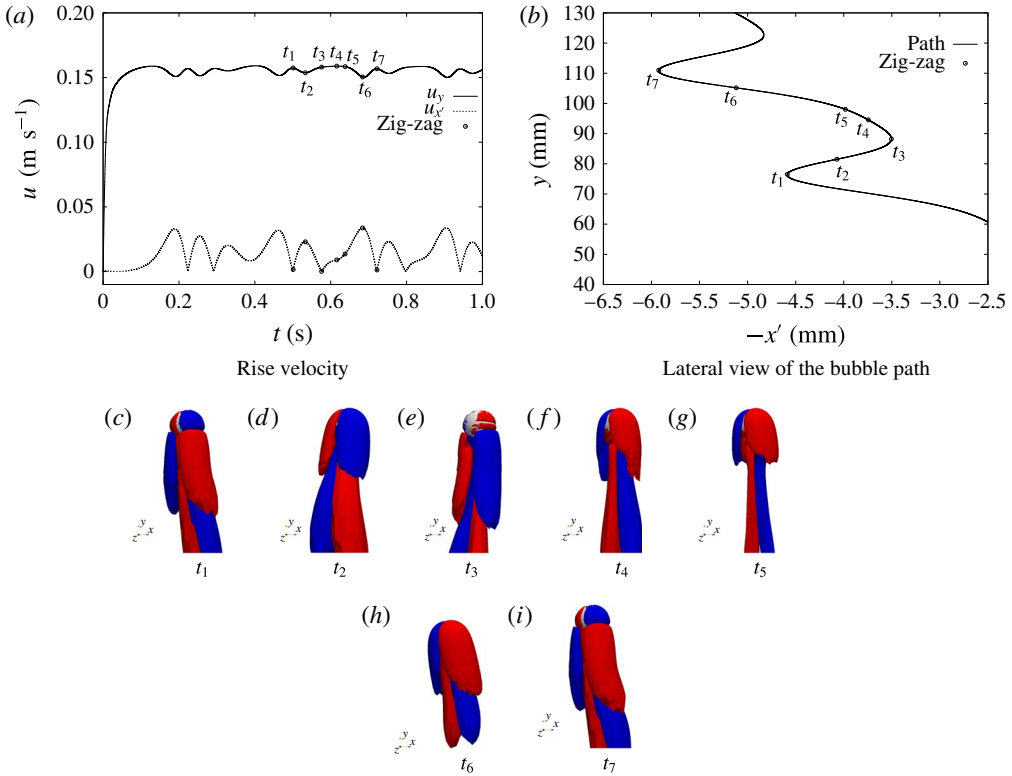 (a)
0.20
0.15
0.10
0.05
0
u (m s⁻¹)
t₁ t₃ t₄ t₅ t₇
t₂ t₆
u_y
u_x′
Zig-zag
0 0.2 0.4 0.6 0.8 1.0
t (s)
Rise velocity
(b)
130
120
110
100
90
80
70
60
50
40
30
y (mm)
Path
Zig-zag
t₇
t₆
t₅
t₄
t₃
t₂
t₁
−6.5 −6.0 −5.5 −5.0 −4.5 −4.0 −3.5 −3.0 −2.5
−x′ (mm)
Lateral view of the bubble path
(c) (d) (e) (f) (g)
y y y y y
z x z x z x z x z x
t₁ t₂ t₃ t₄ t₅
(h) (i)
y y
z x z x
t₆ t₇